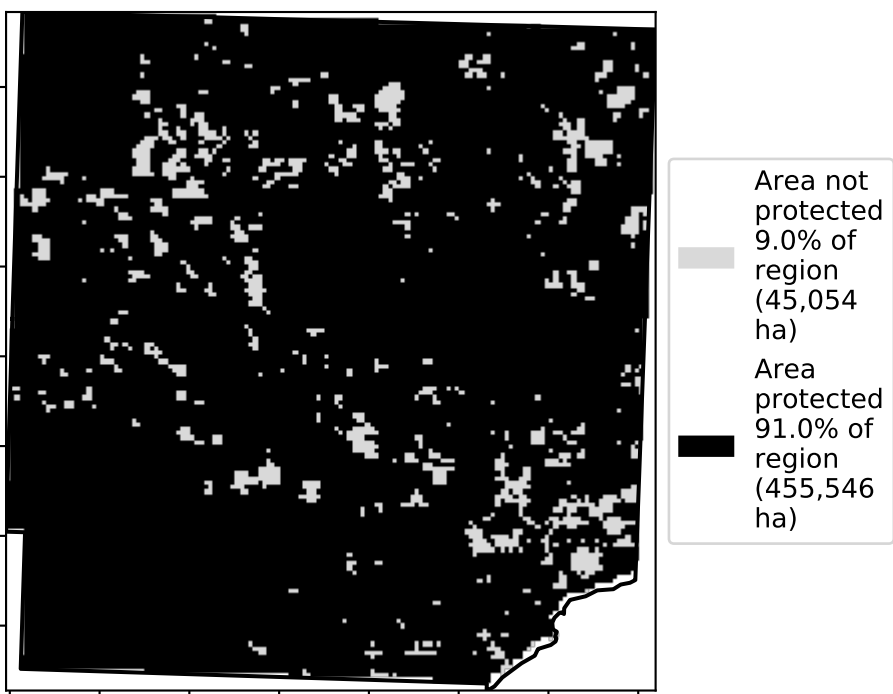 Area not
protected
9.0% of
region
(45,054
ha)
Area
protected
91.0% of
region
(455,546
ha)